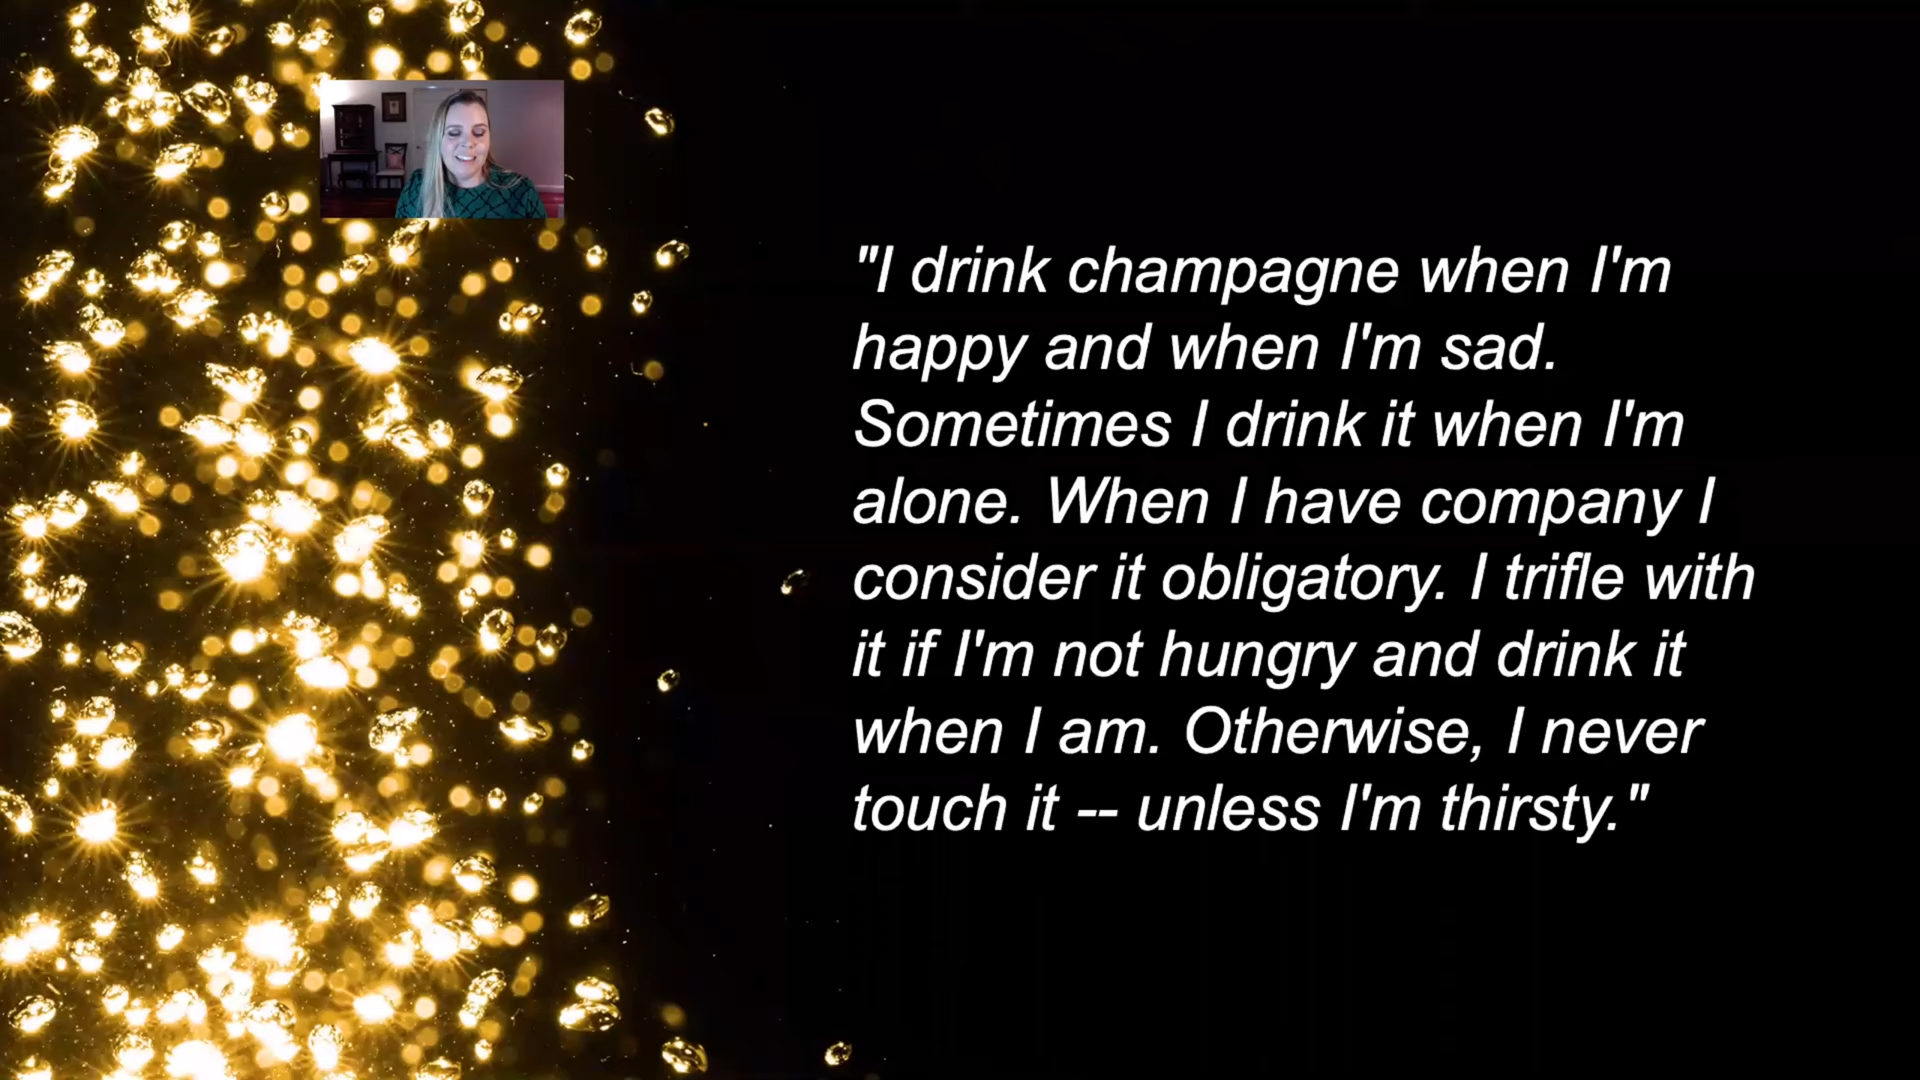 "I drink champagne when I'm
happy and when I'm sad.
Sometimes I drink it when I'm
alone. When I have company I
consider it obligatory. I trifle with
it if I'm not hungry and drink it
when I am. Otherwise, I never
touch it -- unless I'm thirsty."